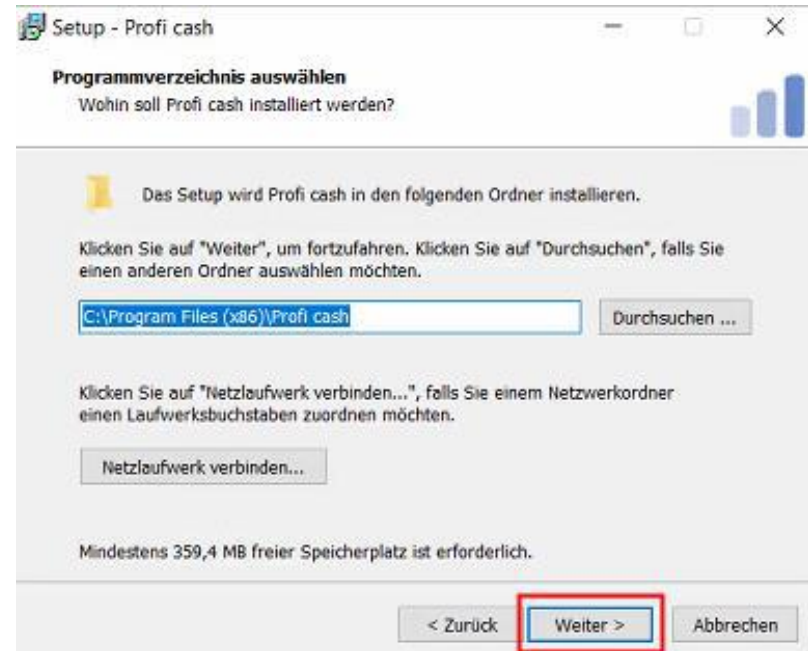 Setup - Profi cash
Programmverzeichnis auswählen
Wohin soll Profi cash installiert werden?
Das Setup wird Profi cash in den folgenden Ordner installieren.
Klicken Sie auf "Weiter", um fortzufahren. Klicken Sie auf "Durchsuchen", falls Sie
einen anderen Ordner auswählen möchten.
C:\Program Files (x86)\Profi cash
Durchsuchen ...
Klicken Sie auf "Netzlaufwerk verbinden...", falls Sie einem Netzwerkordner
einen Laufwerksbuchstaben zuordnen möchten.
Netzlaufwerk verbinden...
Mindestens 359,4 MB freier Speicherplatz ist erforderlich.
< Zurück
Weiter >
Abbrechen